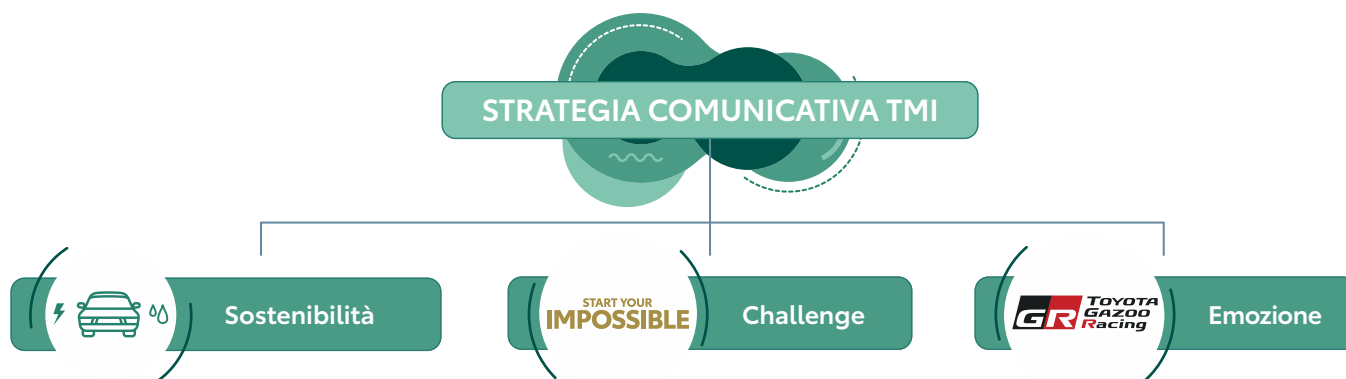 STRATEGIA COMUNICATIVA TMI
Sostenibilità
START YOUR
IMPOSSIBLE
Challenge
GR
TOYOTA
GAZOO
Racing
Emozione